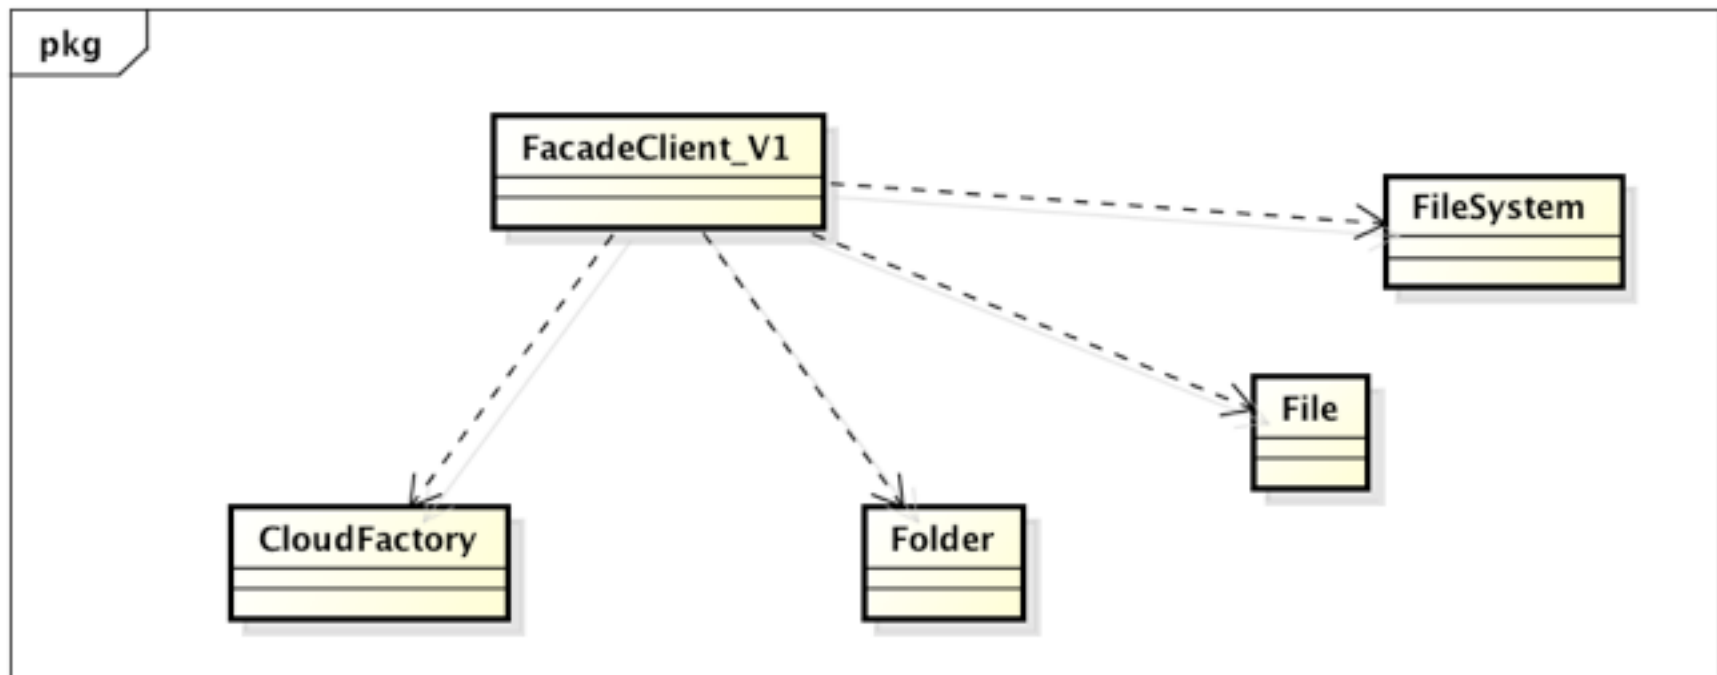 pkg
FacadeClient_V1
FileSystem
File
CloudFactory
Folder